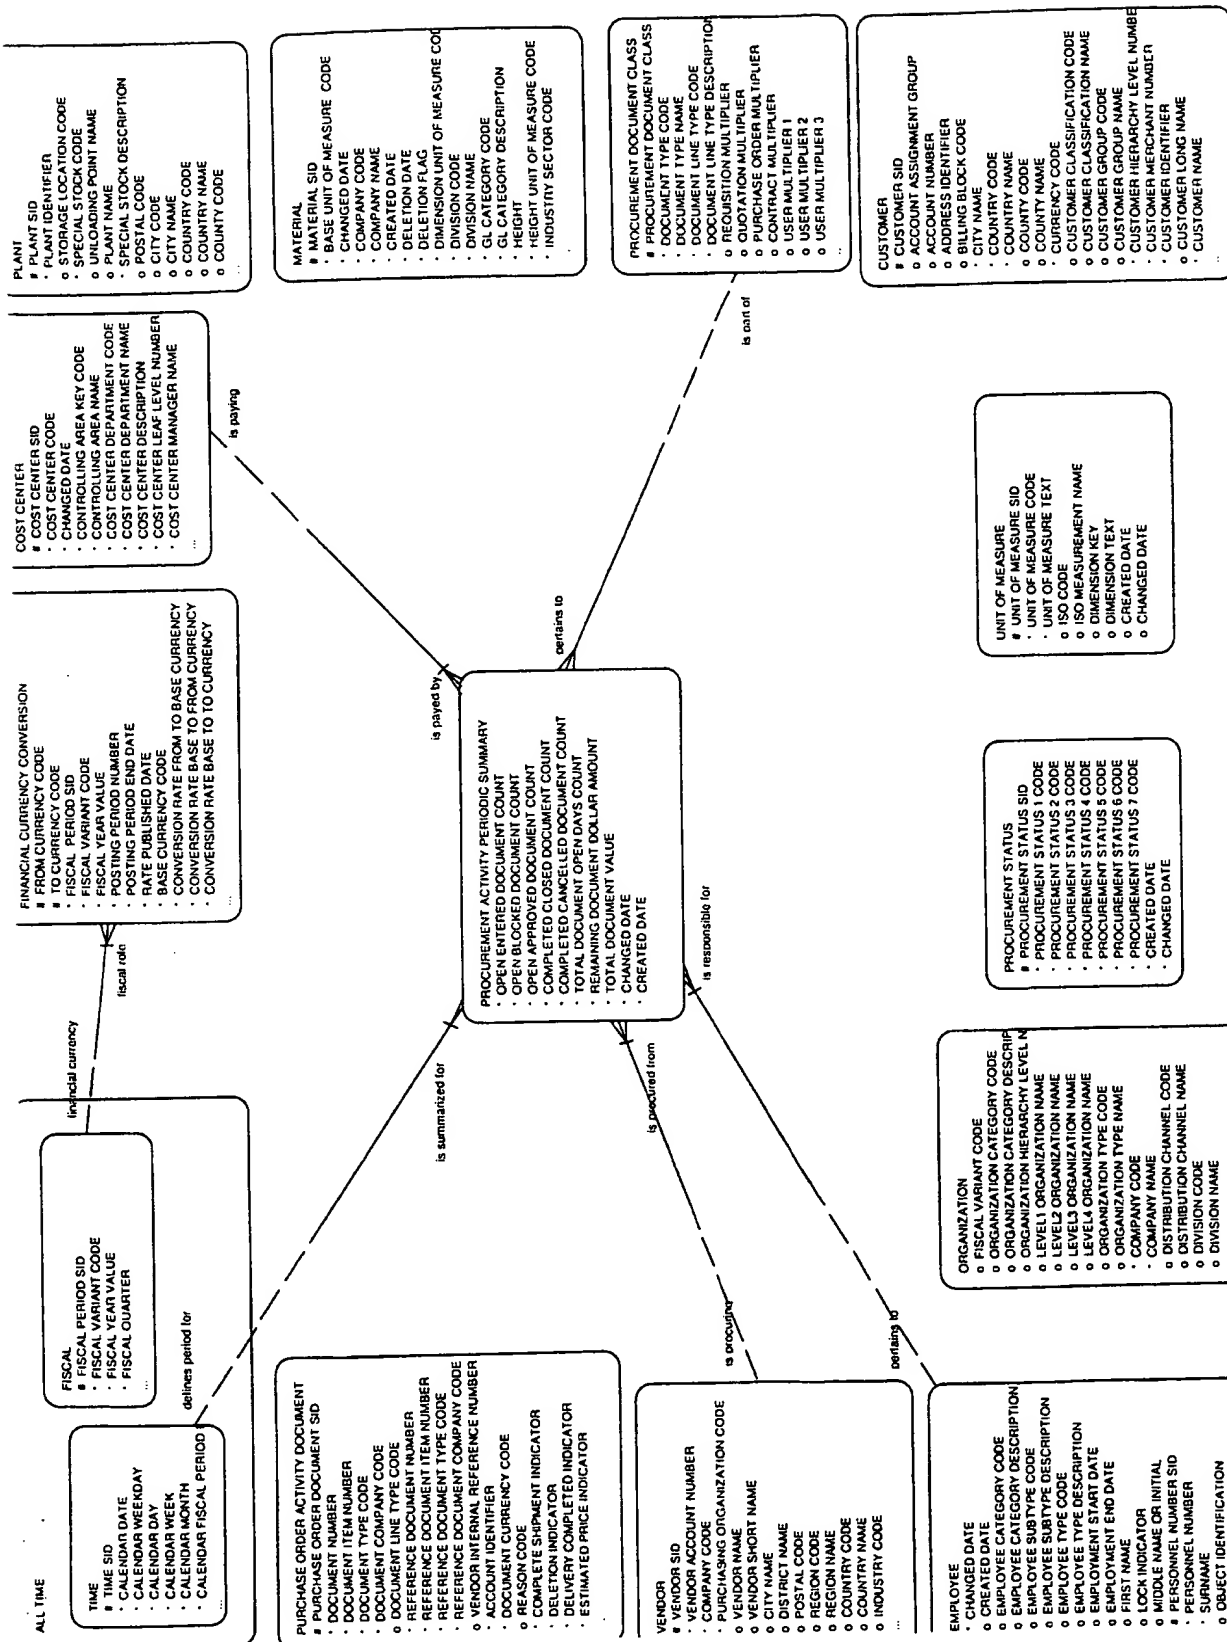 ALL TIME
TIME
# TIME SID
· CALENDAT DATE
· CALENDAR WEEKDAY
· CALENDAR DAY
· CALENDAR WEEK
· CALENDAR MONTH
· CALENDAR FISCAL PERIOD
...
FISCAL
# FISCAL PERIOD SID
· FISCAL VARIANT CODE
· FISCAL YEAR VALUE
· FISCAL QUARTER
...
financial currency
fiscal role
FINANCIAL CURRENCY CONVERSION
# FROM CURRENCY CODE
# TO CURRENCY CODE
· FISCAL PERIOD SID
· FISCAL VARIANT CODE
· FISCAL YEAR VALUE
· POSTING PERIOD NUMBER
· POSTING PERIOD END DATE
· RATE PUBLISHED DATE
· BASE CURRENCY CODE
· CONVERSION RATE FROM TO BASE CURRENCY
· CONVERSION RATE BASE TO FROM CURRENCY
· CONVERSION RATE BASE TO TO CURRENCY
...
COST CENTER
# COST CENTER SID
· COST CENTER CODE
· CHANGED DATE
· CONTROLLING AREA KEY CODE
· CONTROLLING AREA NAME
· COST CENTER DEPARTMENT CODE
· COST CENTER DEPARTMENT NAME
· COST CENTER DESCRIPTION
· COST CENTER LEAF LEVEL NUMBER
· COST CENTER MANAGER NAME
...
PLANT
# PLANT SID
· PLANT IDENTIFIER
o STORAGE LOCATION CODE
· SPECIAL STOCK CODE
o UNLOADING POINT NAME
o PLANT NAME
· SPECIAL STOCK DESCRIPTION
o POSTAL CODE
o CITY CODE
o CITY NAME
o COUNTRY CODE
o COUNTRY NAME
o COUNTY CODE
...
defines period for
is summarized for
is payed by
is paying
PURCHASE ORDER ACTIVITY DOCUMENT
# PURCHASE ORDER DOCUMENT SID
· DOCUMENT NUMBER
· DOCUMENT ITEM NUMBER
· DOCUMENT TYPE CODE
· DOCUMENT COMPANY CODE
o DOCUMENT LINE TYPE CODE
· REFERENCE DOCUMENT NUMBER
· REFERENCE DOCUMENT ITEM NUMBER
· REFERENCE DOCUMENT TYPE CODE
· REFERENCE DOCUMENT COMPANY CODE
o VENDOR INTERNAL REFERENCE NUMBER
· ACCOUNT IDENTIFIER
· DOCUMENT CURRENCY CODE
o REASON CODE
· COMPLETE SHIPMENT INDICATOR
· DELETION INDICATOR
· DELIVERY COMPLETED INDICATOR
· ESTIMATED PRICE INDICATOR
MATERIAL
# MATERIAL SID
· BASE UNIT OF MEASURE CODE
· CHANGED DATE
· COMPANY CODE
· COMPANY NAME
· CREATED DATE
· DELETION DATE
· DELETION FLAG
· DIMENSION UNIT OF MEASURE COD
· DIVISION CODE
· DIVISION NAME
· GL CATEGORY CODE
· GL CATEGORY DESCRIPTION
· HEIGHT
· HEIGHT UNIT OF MEASURE CODE
· INDUSTRY SECTOR CODE
PROCUREMENT ACTIVITY PERIODIC SUMMARY
· OPEN ENTERED DOCUMENT COUNT
· OPEN BLOCKED DOCUMENT COUNT
· OPEN APPROVED DOCUMENT COUNT
· COMPLETED CLOSED DOCUMENT COUNT
· COMPLETED CANCELLED DOCUMENT COUNT
· TOTAL DOCUMENT OPEN DAYS COUNT
· REMAINING DOCUMENT DOLLAR AMOUNT
· TOTAL DOCUMENT VALUE
· CHANGED DATE
· CREATED DATE
pertains to
is part of
is procured from
is procuring
is responsible for
pertains to
PROCUREMENT DOCUMENT CLASS
# PROCUREMENT DOCUMENT CLASS
· DOCUMENT TYPE CODE
· DOCUMENT TYPE NAME
· DOCUMENT LINE TYPE CODE
· DOCUMENT LINE TYPE DESCRIPTION
o REQUISITION MULTIPLIER
o QUOTATION MULTIPLIER
o PURCHASE ORDER MULTIPLIER
o CONTRACT MULTIPLIER
o USER MULTIPLIER 1
o USER MULTIPLIER 2
o USER MULTIPLIER 3
...
VENDOR
# VENDOR SID
· VENDOR ACCOUNT NUMBER
· COMPANY CODE
· PURCHASING ORGANIZATION CODE
o VENDOR NAME
o VENDOR SHORT NAME
o CITY NAME
o DISTRICT NAME
o POSTAL CODE
o REGION CODE
o REGION NAME
o COUNTRY CODE
o COUNTRY NAME
o INDUSTRY CODE
...
CUSTOMER
# CUSTOMER SID
o ACCOUNT ASSIGNMENT GROUP
o ACCOUNT NUMBER
o ADDRESS IDENTIFIER
o BILLING BLOCK CODE
· CITY NAME
· COUNTRY CODE
· COUNTRY NAME
o COUNTY CODE
o COUNTY NAME
· CURRENCY CODE
o CUSTOMER CLASSIFICATION CODE
o CUSTOMER CLASSIFICATION NAME
o CUSTOMER GROUP CODE
o CUSTOMER GROUP NAME
· CUSTOMER HIERARCHY LEVEL NUMBE
· CUSTOMER MERCHANT NUMBER
· CUSTOMER IDENTIFIER
o CUSTOMER LONG NAME
· CUSTOMER NAME
...
EMPLOYEE
· CHANGED DATE
o CREATED DATE
o EMPLOYEE CATEGORY CODE
o EMPLOYEE CATEGORY DESCRIPTION
o EMPLOYEE SUBTYPE CODE
o EMPLOYEE SUBTYPE DESCRIPTION
o EMPLOYEE TYPE CODE
o EMPLOYEE TYPE DESCRIPTION
o EMPLOYMENT START DATE
o EMPLOYMENT END DATE
o FIRST NAME
o LOCK INDICATOR
o MIDDLE NAME OR INITIAL
# PERSONNEL NUMBER SID
· PERSONNEL NUMBER
· SURNAME
o OBJECT IDENTIFICATION
ORGANIZATION
o FISCAL VARIANT CODE
o ORGANIZATION CATEGORY CODE
o ORGANIZATION CATEGORY DESCRIP
o ORGANIZATION HIERARCHY LEVEL N
o LEVEL1 ORGANIZATION NAME
o LEVEL2 ORGANIZATION NAME
o LEVEL3 ORGANIZATION NAME
o LEVEL4 ORGANIZATION NAME
o ORGANIZATION TYPE CODE
o ORGANIZATION TYPE NAME
· COMPANY CODE
· COMPANY NAME
o DISTRIBUTION CHANNEL CODE
o DISTRIBUTION CHANNEL NAME
o DIVISION CODE
o DIVISION NAME
PROCUREMENT STATUS
# PROCUREMENT STATUS SID
· PROCUREMENT STATUS 1 CODE
· PROCUREMENT STATUS 2 CODE
· PROCUREMENT STATUS 3 CODE
· PROCUREMENT STATUS 4 CODE
· PROCUREMENT STATUS 5 CODE
· PROCUREMENT STATUS 6 CODE
· PROCUREMENT STATUS 7 CODE
· CREATED DATE
· CHANGED DATE
UNIT OF MEASURE
# UNIT OF MEASURE SID
· UNIT OF MEASURE CODE
· UNIT OF MEASURE TEXT
o ISO CODE
o ISO MEASUREMENT NAME
o DIMENSION KEY
o DIMENSION TEXT
o CREATED DATE
o CHANGED DATE